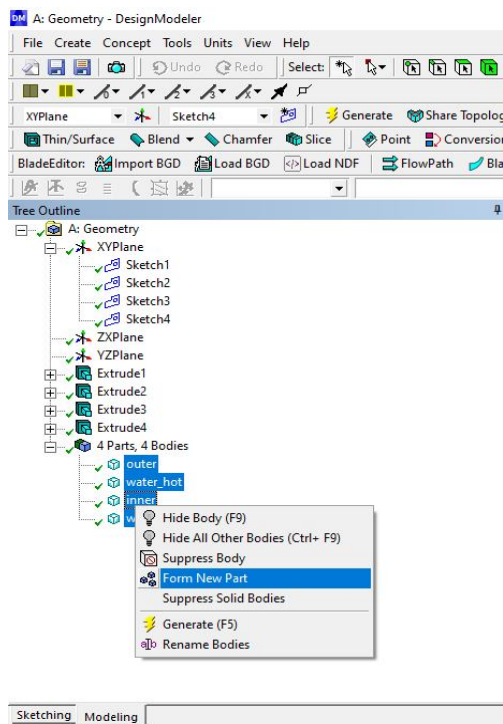 DM A: Geometry - DesignModeler
File Create Concept Tools Units View Help
Undo Redo Select:
XYPlane Sketch4 Generate Share Topolog
Thin/Surface Blend Chamfer Slice Point Conversion
BladeEditor: Import BGD Load BGD Load NDF FlowPath Bla
Tree Outline
A: Geometry
XYPlane
Sketch1
Sketch2
Sketch3
Sketch4
ZXPlane
YZPlane
Extrude1
Extrude2
Extrude3
Extrude4
4 Parts, 4 Bodies
outer
water_hot
inner
w
Hide Body (F9)
Hide All Other Bodies (Ctrl+ F9)
Suppress Body
Form New Part
Suppress Solid Bodies
Generate (F5)
Rename Bodies
Sketching Modeling